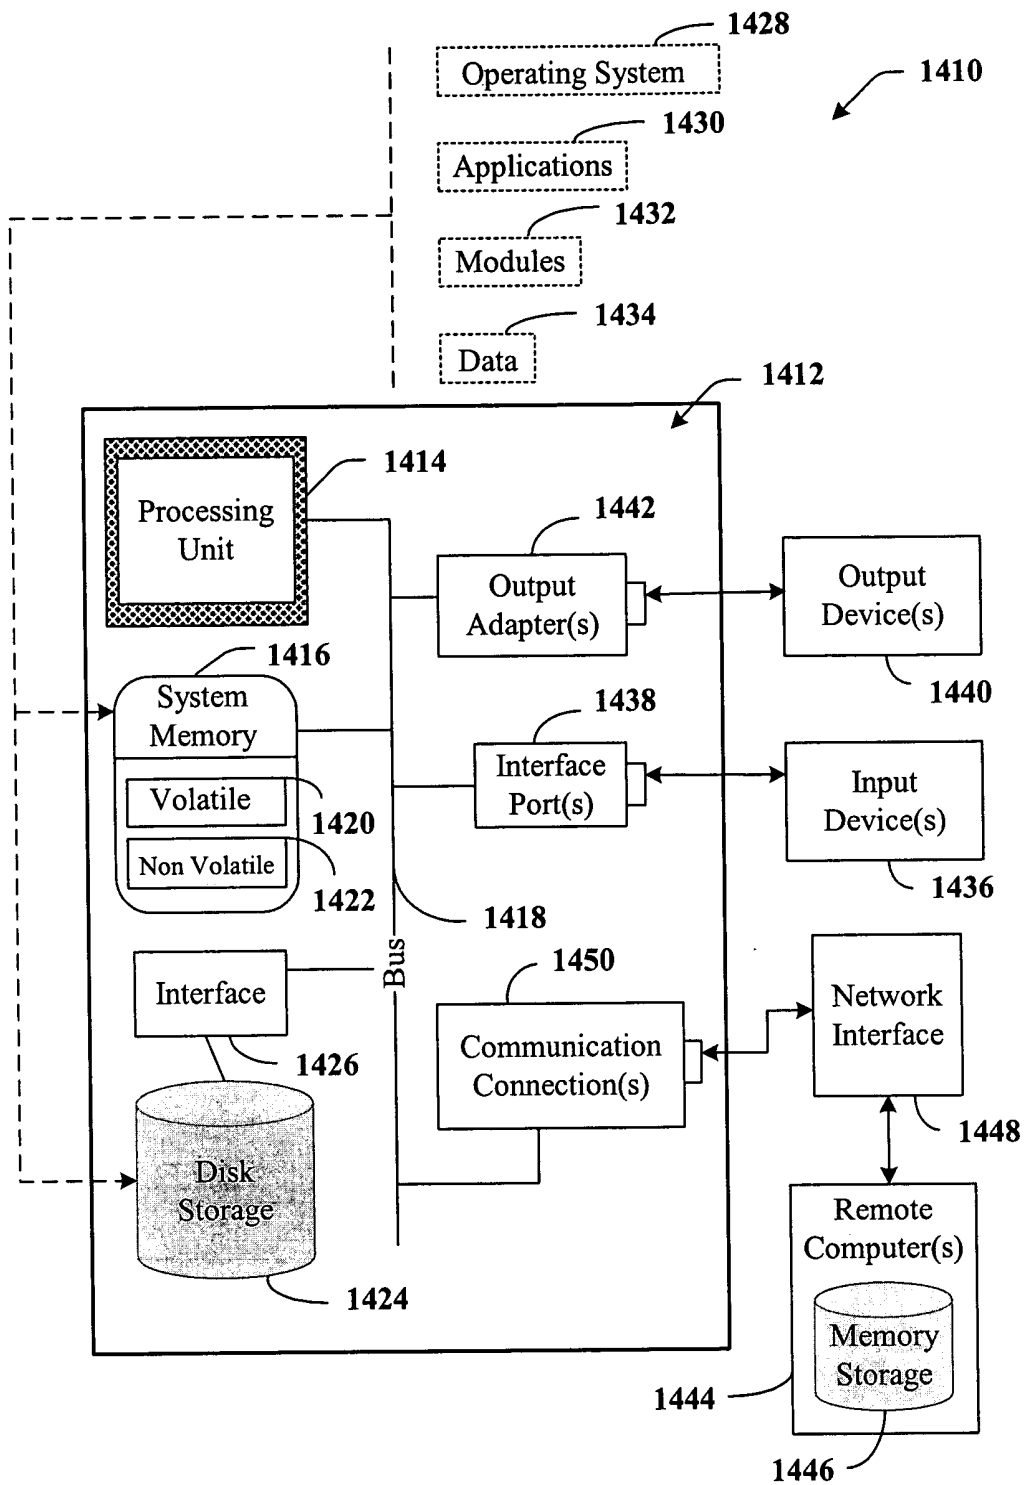 1428
Operating System
1410
1430
Applications
1432
Modules
1434
Data
1412
1414
Processing
Unit
1442
Output
Adapter(s)
Output
Device(s)
1440
1416
System
Memory
1438
Interface
Port(s)
Input
Device(s)
1436
Volatile
1420
Non Volatile
1422
1418
Bus
1450
Interface
1426
Communication
Connection(s)
Network
Interface
1448
Disk
Storage
1424
Remote
Computer(s)
Memory
Storage
1444
1446